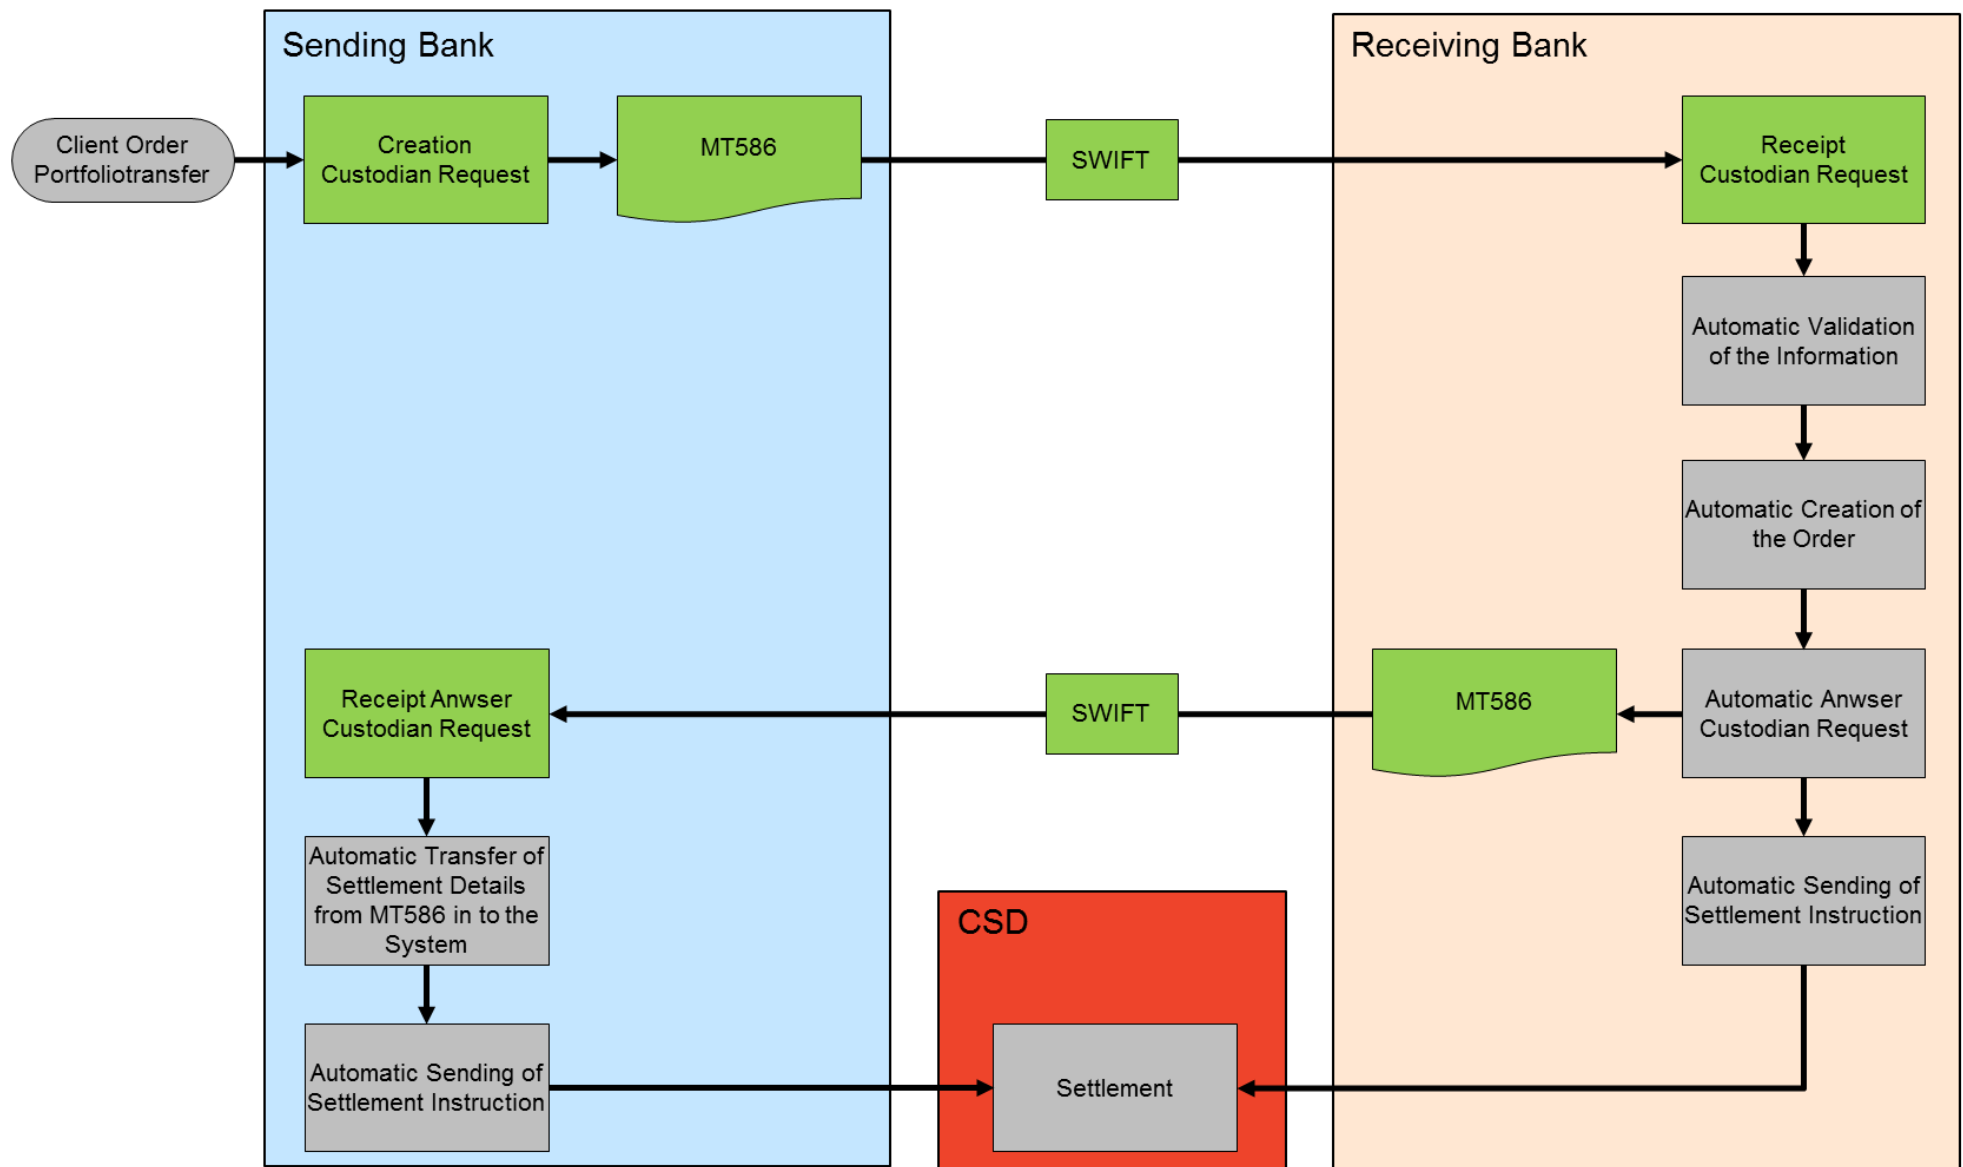 Sending Bank
Receiving Bank
Client Order
Portfoliotransfer
Creation
Custodian Request
MT586
SWIFT
Receipt
Custodian Request
Automatic Validation
of the Information
Automatic Creation of
the Order
Automatic Anwser
Custodian Request
MT586
SWIFT
Receipt Anwser
Custodian Request
Automatic Transfer of
Settlement Details
from MT586 in to the
System
Automatic Sending of
Settlement Instruction
Automatic Sending of
Settlement Instruction
CSD
Settlement